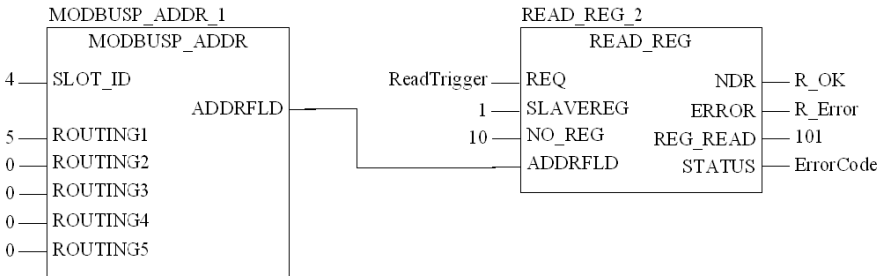 MODBUSP_ADDR_1
MODBUSP_ADDR
4 SLOT_ID
ADDRFLD
5 ROUTING1
0 ROUTING2
0 ROUTING3
0 ROUTING4
0 ROUTING5
READ_REG_2
READ_REG
ReadTrigger REQ NDR R_OK
1 SLAVEREG ERROR R_Error
10 NO_REG REG_READ 101
ADDRFLD STATUS ErrorCode